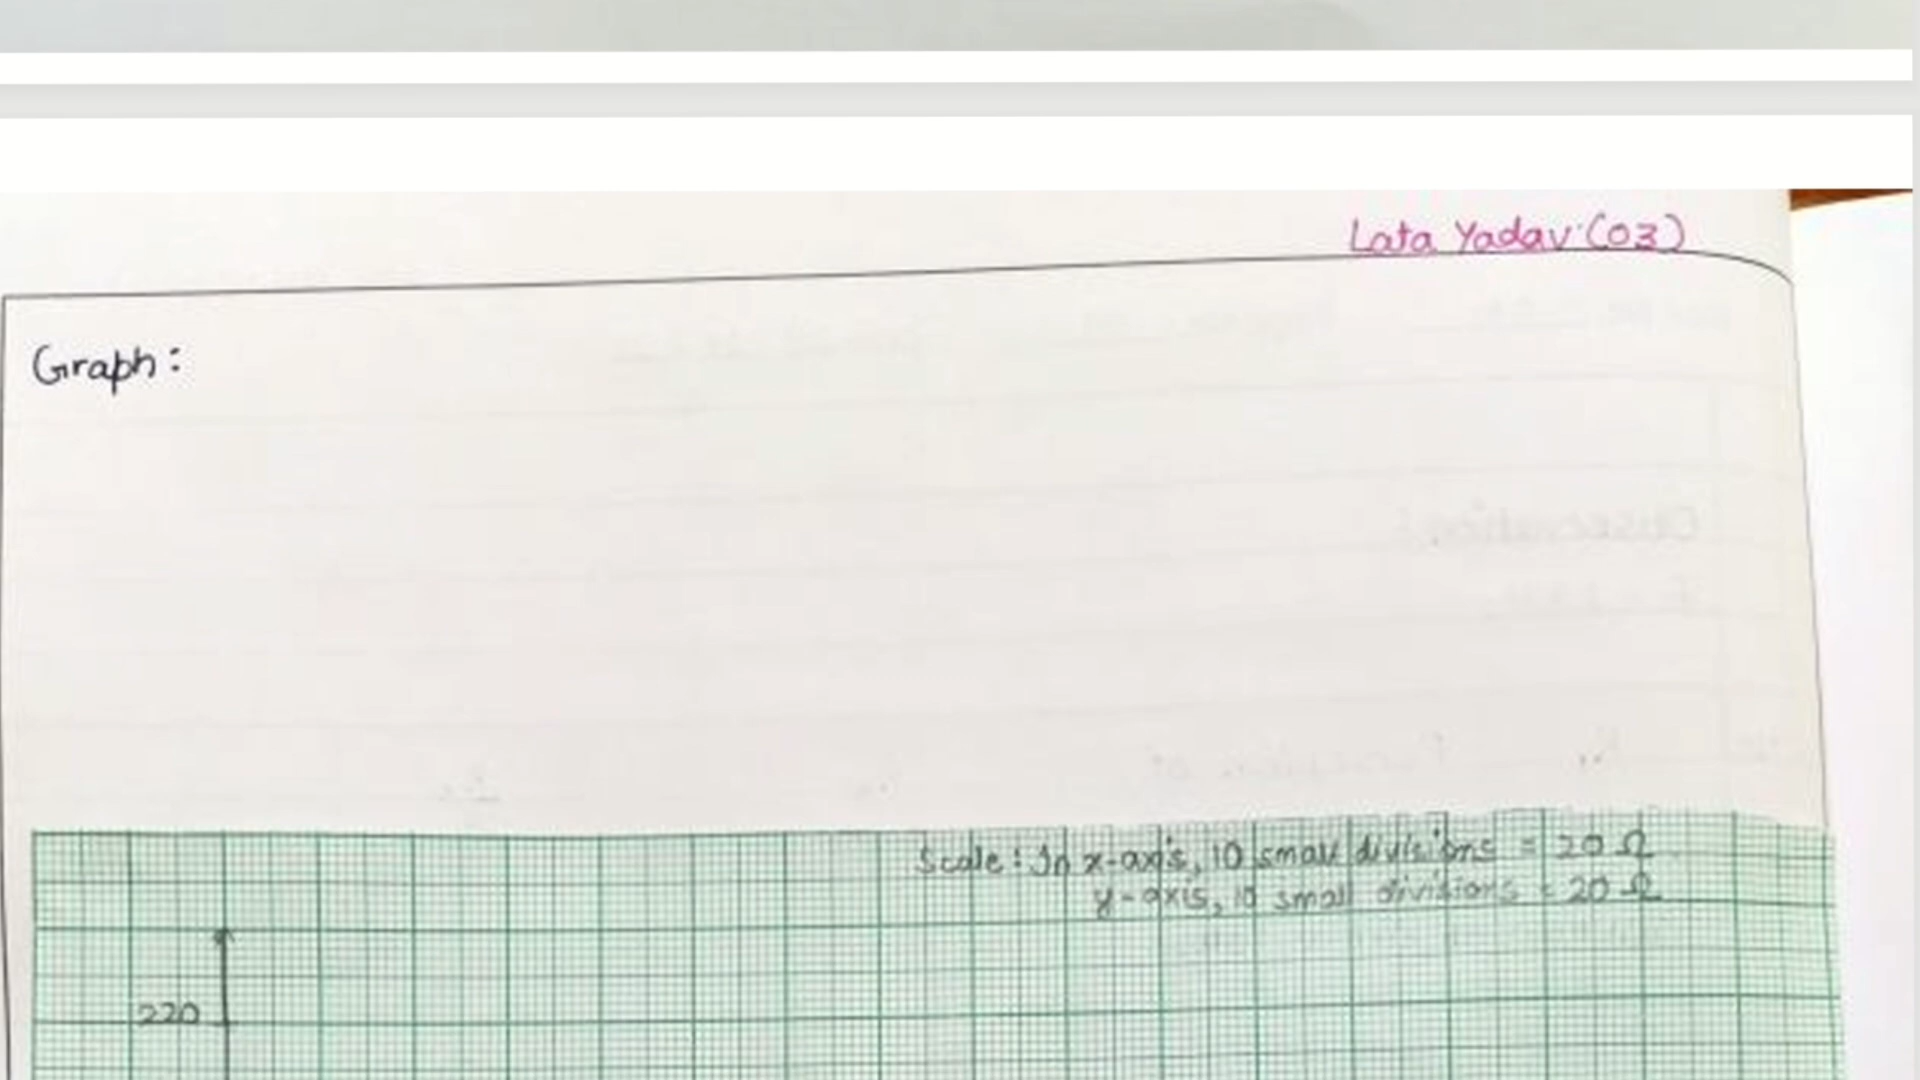 Lata Yadav (03)
Graph:
Scale: In x-axis, 10 small divisions = 20 Ω
y-axis, 10 small divisions = 20 Ω
220